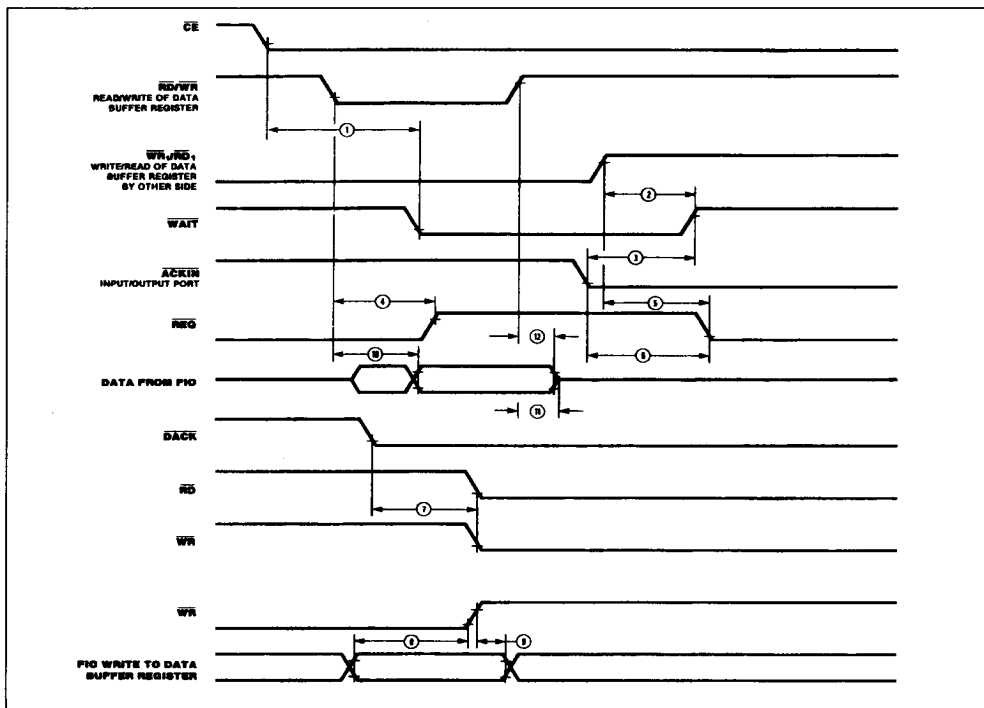 CE
RD/WR
READ/WRITE OF DATA
BUFFER REGISTER
1
WR1/RD1
WRITE/READ OF DATA
BUFFER REGISTER
BY OTHER SIDE
2
WAIT
3
ACKIN
INPUT/OUTPUT PORT
4
5
REQ
12
10
6
DATA FROM FIO
11
DACK
RD
7
WR
WR
8
9
FIO WRITE TO DATA
BUFFER REGISTER